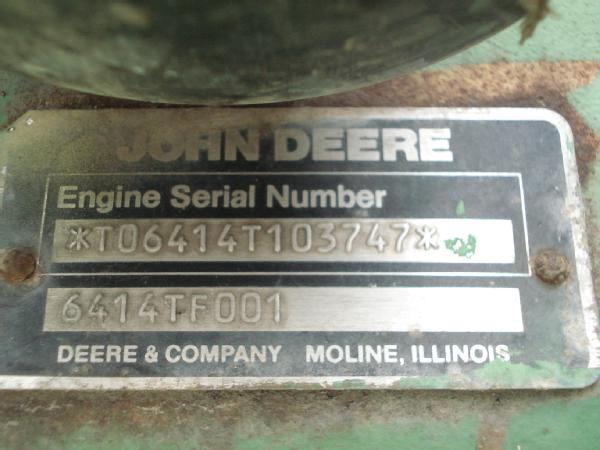 JOHN DEERE
Engine Serial Number
*T06414T103747*
6414TF001
DEERE & COMPANY MOLINE, ILLINOIS